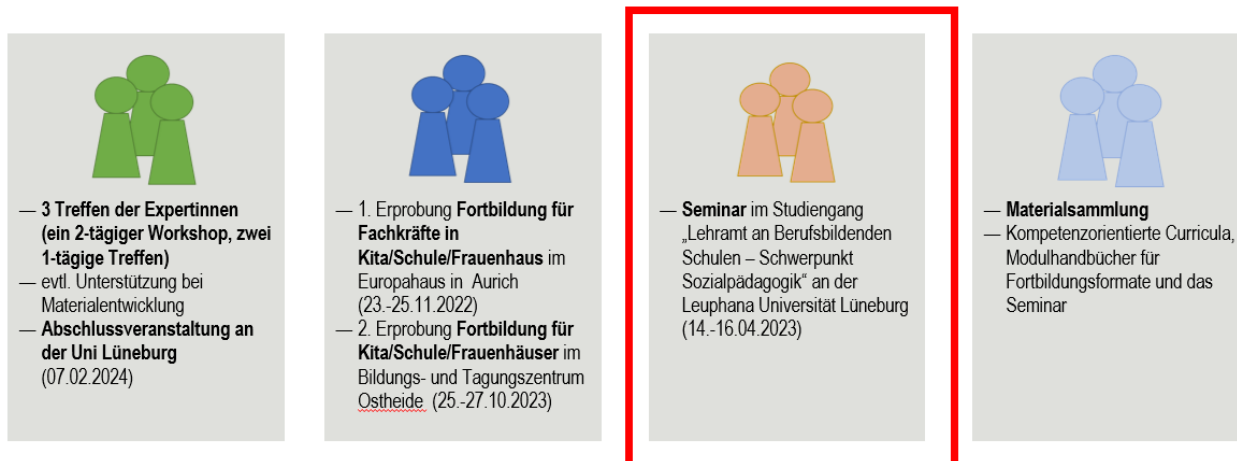 — 3 Treffen der Expertinnen
(ein 2-tägiger Workshop, zwei
1-tägige Treffen)
— evtl. Unterstützung bei
Materialentwicklung
— Abschlussveranstaltung an
der Uni Lüneburg
(07.02.2024)
— 1. Erprobung Fortbildung für
Fachkräfte in
Kita/Schule/Frauenhaus im
Europahaus in Aurich
(23.-25.11.2022)
— 2. Erprobung Fortbildung für
Kita/Schule/Frauenhäuser im
Bildungs- und Tagungszentrum
Ostheide (25.-27.10.2023)
— Seminar im Studiengang
„Lehramt an Berufsbildenden
Schulen – Schwerpunkt
Sozialpädagogik“ an der
Leuphana Universität Lüneburg
(14.-16.04.2023)
— Materialsammlung
— Kompetenzorientierte Curricula,
Modulhandbücher für
Fortbildungsformate und das
Seminar